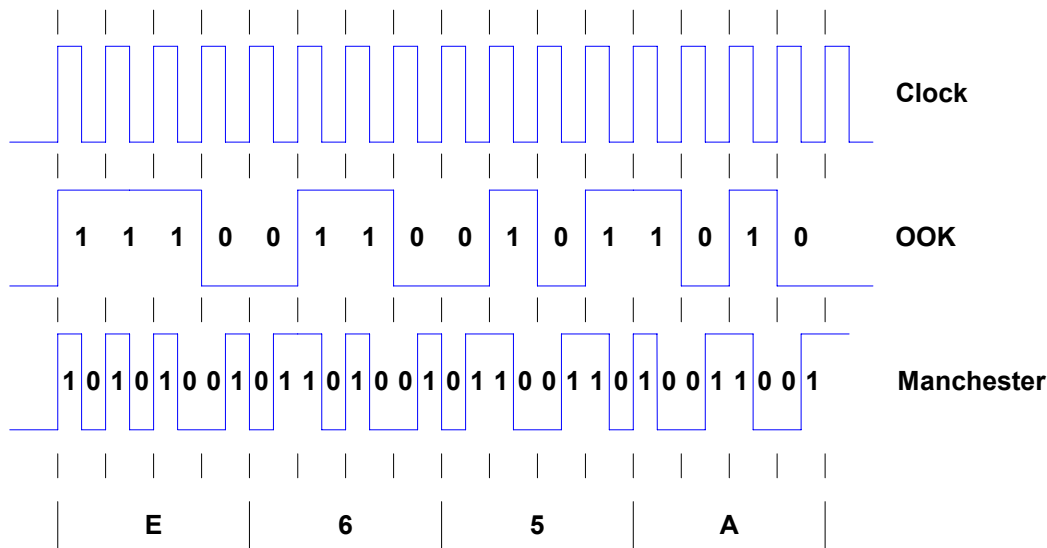 Clock
1 1 1 0 0 1 1 0 0 1 0 1 1 0 1 0 OOK
1 0 1 0 1 0 0 1 0 1 1 0 1 0 0 1 0 1 1 0 0 1 1 0 1 0 0 1 1 0 0 1 Manchester
E 6 5 A